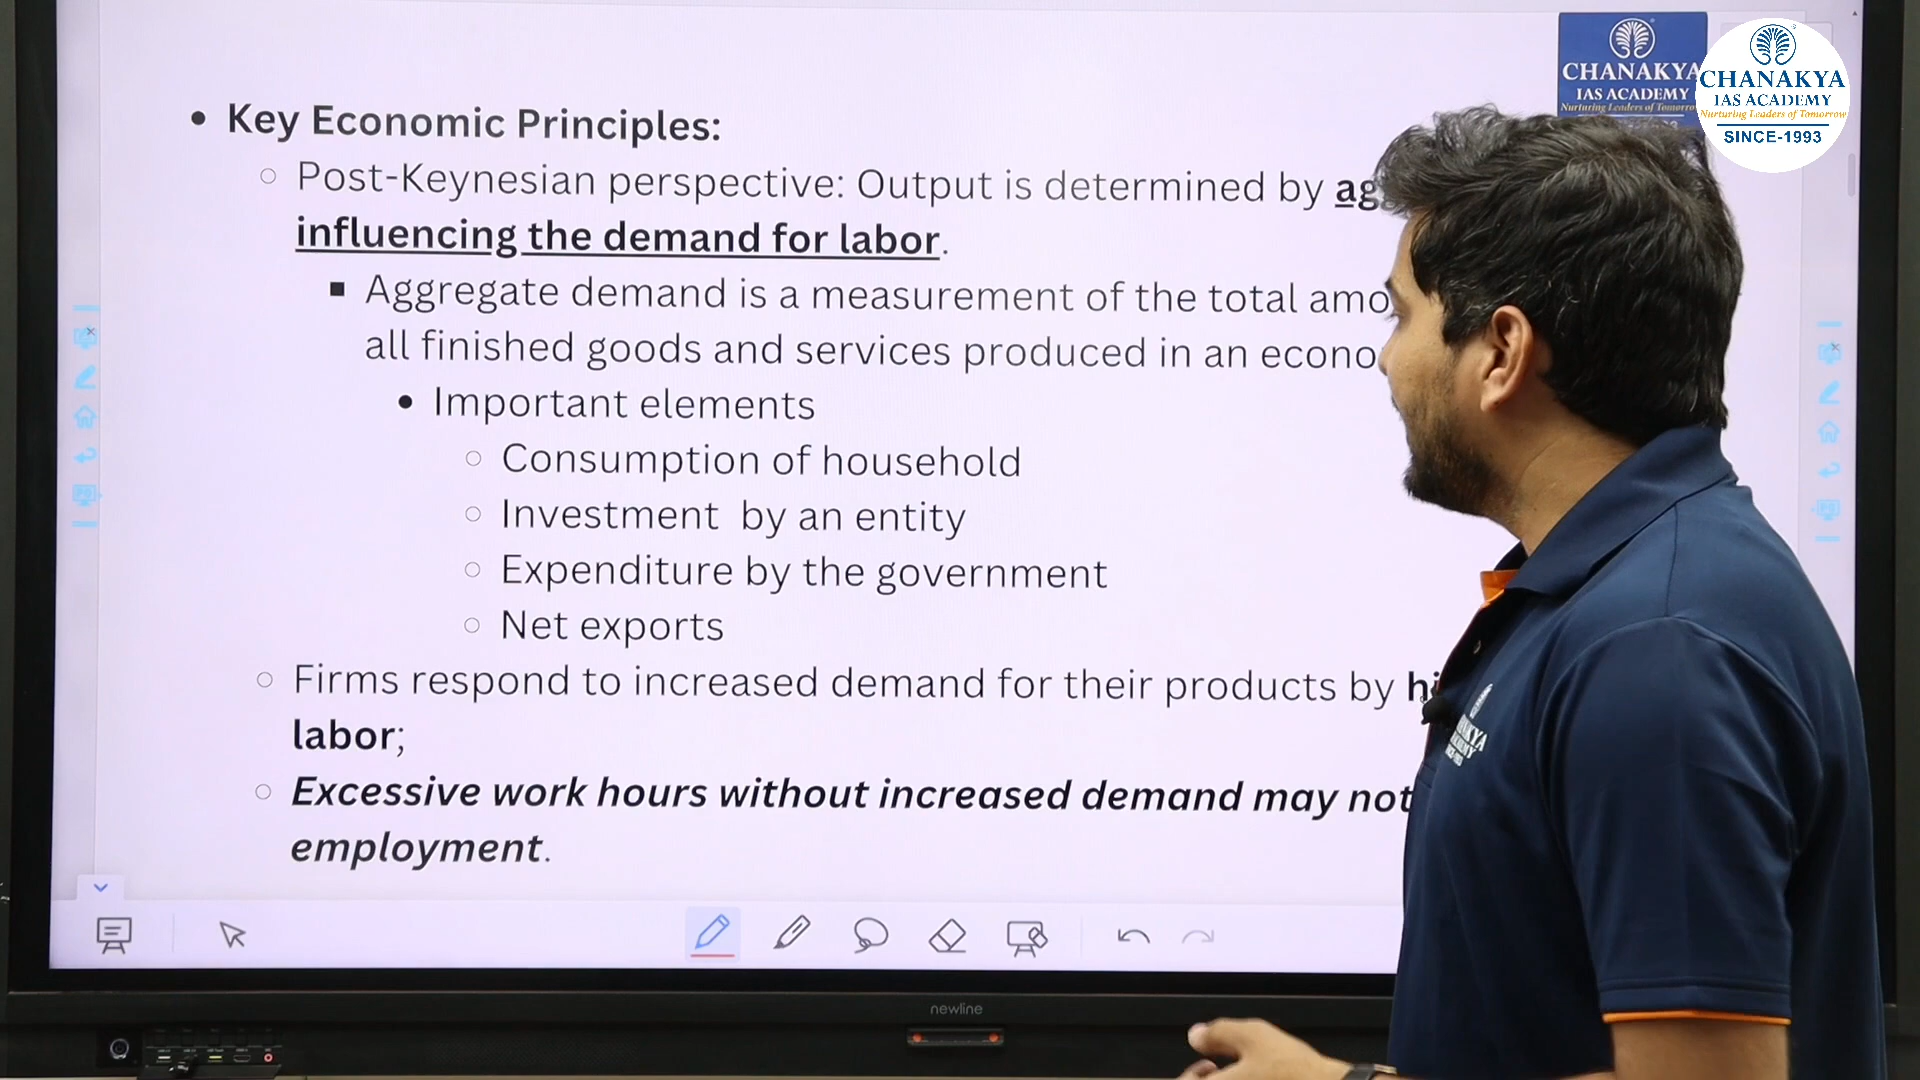 CHANAKYA
IAS ACADEMY
Nurturing Leaders of Tomorrow
CHANAKYA
IAS ACADEMY
Nurturing Leaders of Tomorrow
SINCE-1993
• Key Economic Principles:
○ Post-Keynesian perspective: Output is determined by
influencing the demand for labor.
■ Aggregate demand is a measurement of the total
all finished goods and services produced in an
• Important elements
○ Consumption of household
○ Investment by an entity
○ Expenditure by the government
○ Net exports
○ Firms respond to increased demand for their products by
labor;
○ Excessive work hours without increased demand may not
employment.
newline